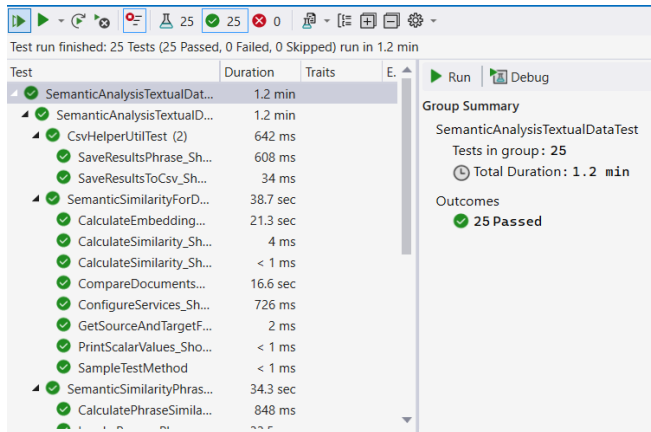 25 25 0
Test run finished: 25 Tests (25 Passed, 0 Failed, 0 Skipped) run in 1.2 min
Test Duration Traits E.
SemanticAnalysisTextualDat... 1.2 min
SemanticAnalysisTextualD... 1.2 min
CsvHelperUtilTest (2) 642 ms
SaveResultsPhrase_Sh... 608 ms
SaveResultsToCsv_Sh... 34 ms
SemanticSimilarityForD... 38.7 sec
CalculateEmbedding... 21.3 sec
CalculateSimilarity_Sh... 4 ms
CalculateSimilarity_Sh... < 1 ms
CompareDocuments... 16.6 sec
ConfigureServices_Sh... 726 ms
GetSourceAndTargetF... 2 ms
PrintScalarValues_Sho... < 1 ms
SampleTestMethod < 1 ms
SemanticSimilarityPhras... 34.3 sec
CalculatePhraseSimila... 848 ms
Run Debug
Group Summary
SemanticAnalysisTextualDataTest
Tests in group: 25
Total Duration: 1.2 min
Outcomes
25 Passed